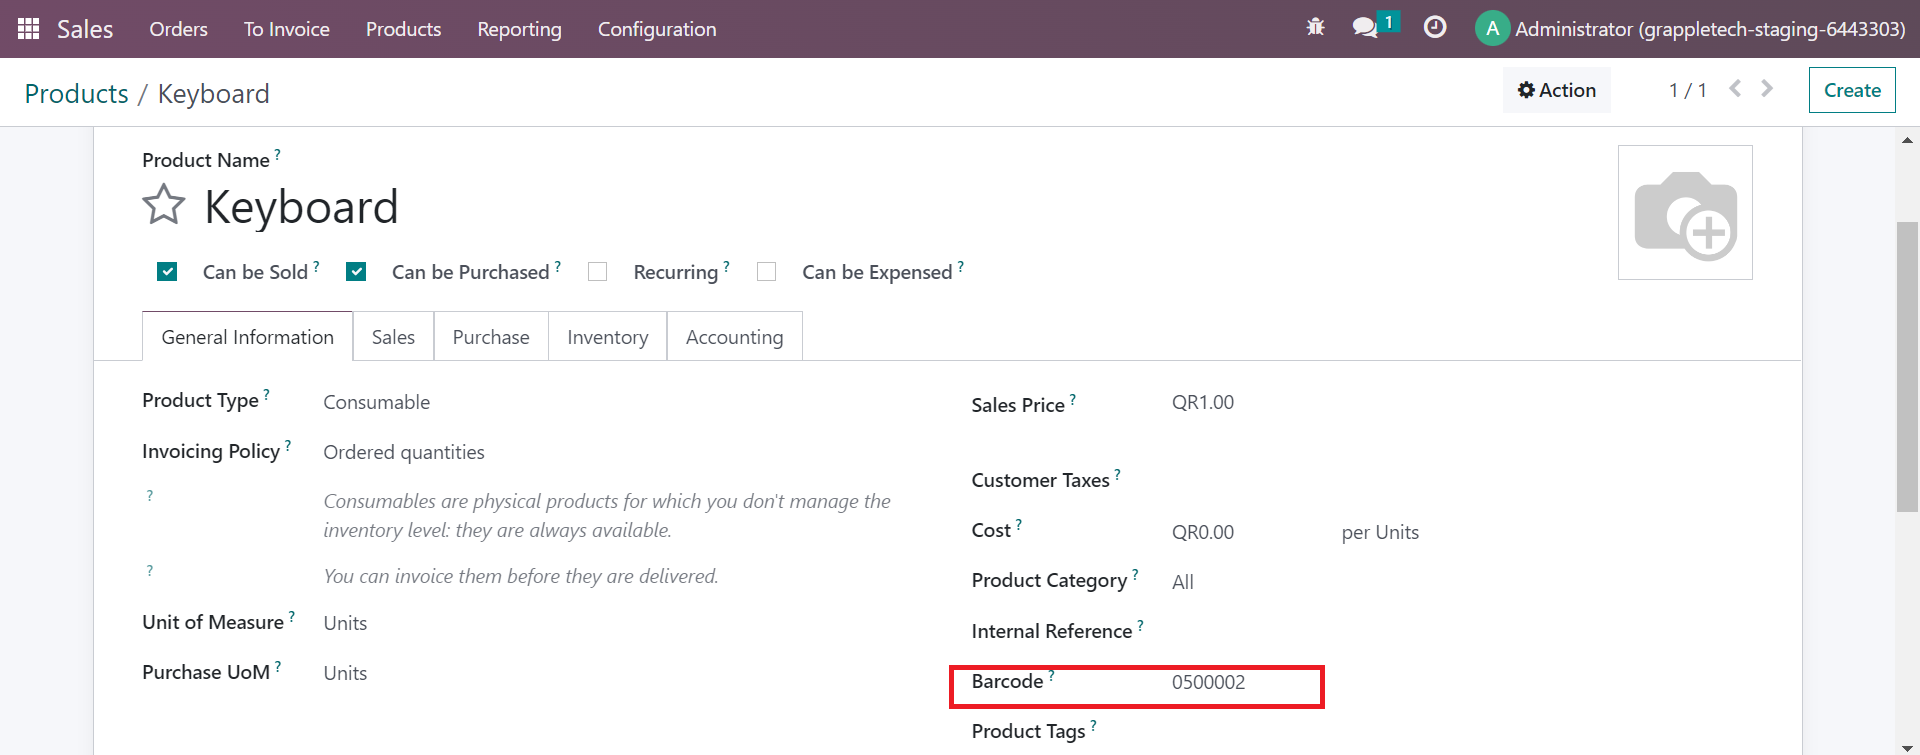 Sales Orders To Invoice Products Reporting Configuration 1 A Administrator (grappletech-staging-6443303)
Products / Keyboard Action 1 / 1 Create
Product Name ?
Keyboard
Can be Sold ? Can be Purchased ? Recurring ? Can be Expensed ?
General Information Sales Purchase Inventory Accounting
Product Type ? Consumable
Sales Price ? QR1.00
Invoicing Policy ? Ordered quantities
Customer Taxes ?
? Consumables are physical products for which you don't manage the
inventory level: they are always available.
Cost ? QR0.00 per Units
? You can invoice them before they are delivered.
Product Category ? All
Unit of Measure ? Units
Internal Reference ?
Purchase UoM ? Units
Barcode ? 0500002
Product Tags ?